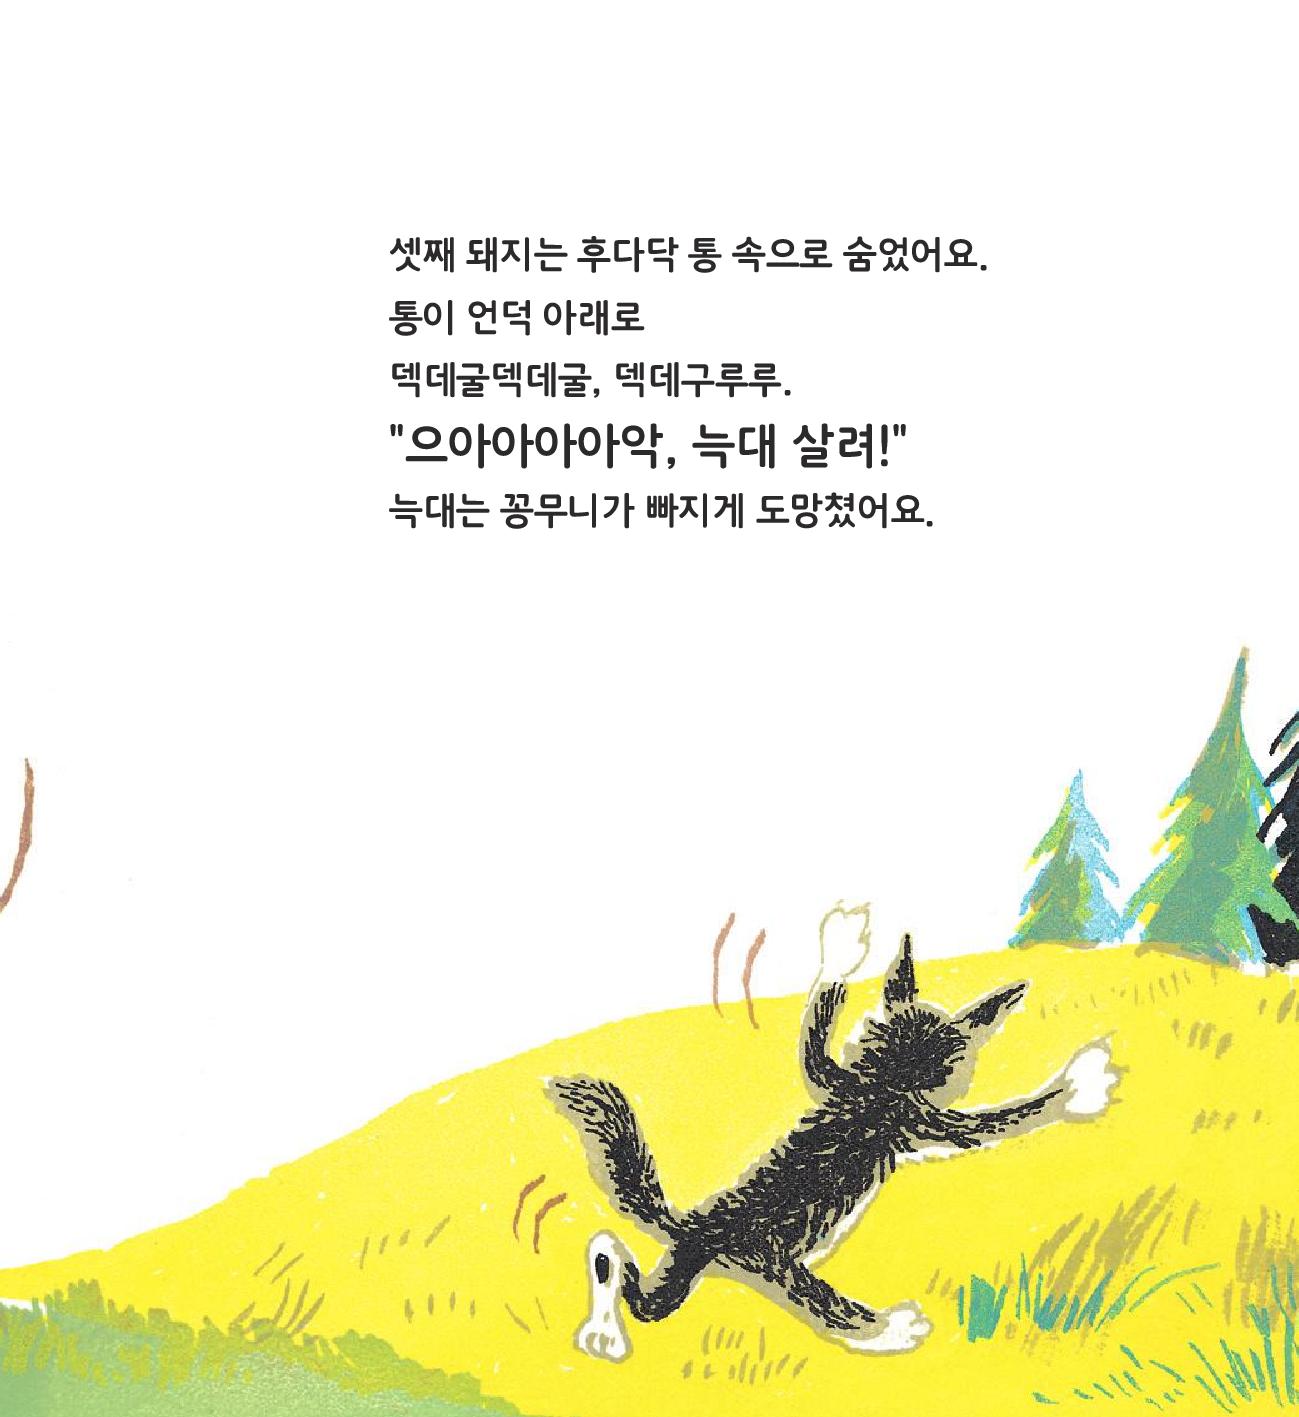 셋째 돼지는 후다닥 통 속으로 숨었어요.
통이 언덕 아래로
덱데굴덱데굴, 덱데구루루.
"으아아아아악, 늑대 살려!"
늑대는 꽁무니가 빠지게 도망쳤어요.